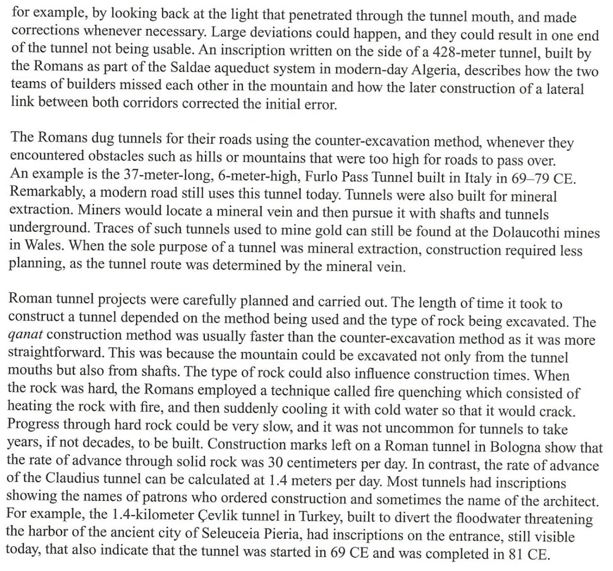 for example, by looking back at the light that penetrated through the tunnel mouth, and made
corrections whenever necessary. Large deviations could happen, and they could result in one end
of the tunnel not being usable. An inscription written on the side of a 428-meter tunnel, built by
the Romans as part of the Saldae aqueduct system in modern-day Algeria, describes how the two
teams of builders missed each other in the mountain and how the later construction of a lateral
link between both corridors corrected the initial error.
The Romans dug tunnels for their roads using the counter-excavation method, whenever they
encountered obstacles such as hills or mountains that were too high for roads to pass over.
An example is the 37-meter-long, 6-meter-high, Furlo Pass Tunnel built in Italy in 69–79 CE.
Remarkably, a modern road still uses this tunnel today. Tunnels were also built for mineral
extraction. Miners would locate a mineral vein and then pursue it with shafts and tunnels
underground. Traces of such tunnels used to mine gold can still be found at the Dolaucothi mines
in Wales. When the sole purpose of a tunnel was mineral extraction, construction required less
planning, as the tunnel route was determined by the mineral vein.
Roman tunnel projects were carefully planned and carried out. The length of time it took to
construct a tunnel depended on the method being used and the type of rock being excavated. The
qanat construction method was usually faster than the counter-excavation method as it was more
straightforward. This was because the mountain could be excavated not only from the tunnel
mouths but also from shafts. The type of rock could also influence construction times. When
the rock was hard, the Romans employed a technique called fire quenching which consisted of
heating the rock with fire, and then suddenly cooling it with cold water so that it would crack.
Progress through hard rock could be very slow, and it was not uncommon for tunnels to take
years, if not decades, to be built. Construction marks left on a Roman tunnel in Bologna show that
the rate of advance through solid rock was 30 centimeters per day. In contrast, the rate of advance
of the Claudius tunnel can be calculated at 1.4 meters per day. Most tunnels had inscriptions
showing the names of patrons who ordered construction and sometimes the name of the architect.
For example, the 1.4-kilometer Çevlik tunnel in Turkey, built to divert the floodwater threatening
the harbor of the ancient city of Seleuceia Pieria, had inscriptions on the entrance, still visible
today, that also indicate that the tunnel was started in 69 CE and was completed in 81 CE.